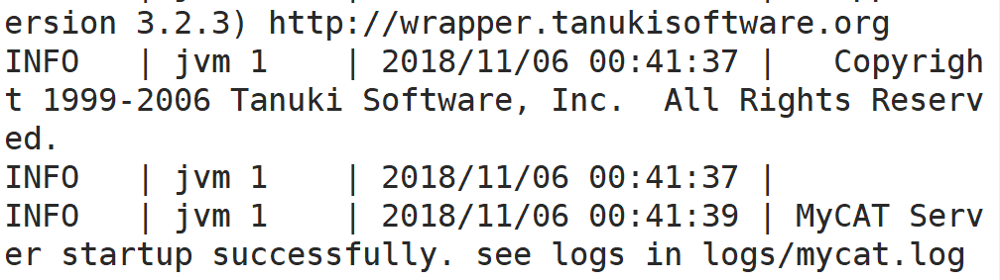 ersion 3.2.3) http://wrapper.tanukisoftware.org
INFO   | jvm 1    | 2018/11/06 00:41:37 |   Copyrigh
t 1999-2006 Tanuki Software, Inc.  All Rights Reserv
ed.
INFO   | jvm 1    | 2018/11/06 00:41:37 |
INFO   | jvm 1    | 2018/11/06 00:41:39 | MyCAT Serv
er startup successfully. see logs in logs/mycat.log